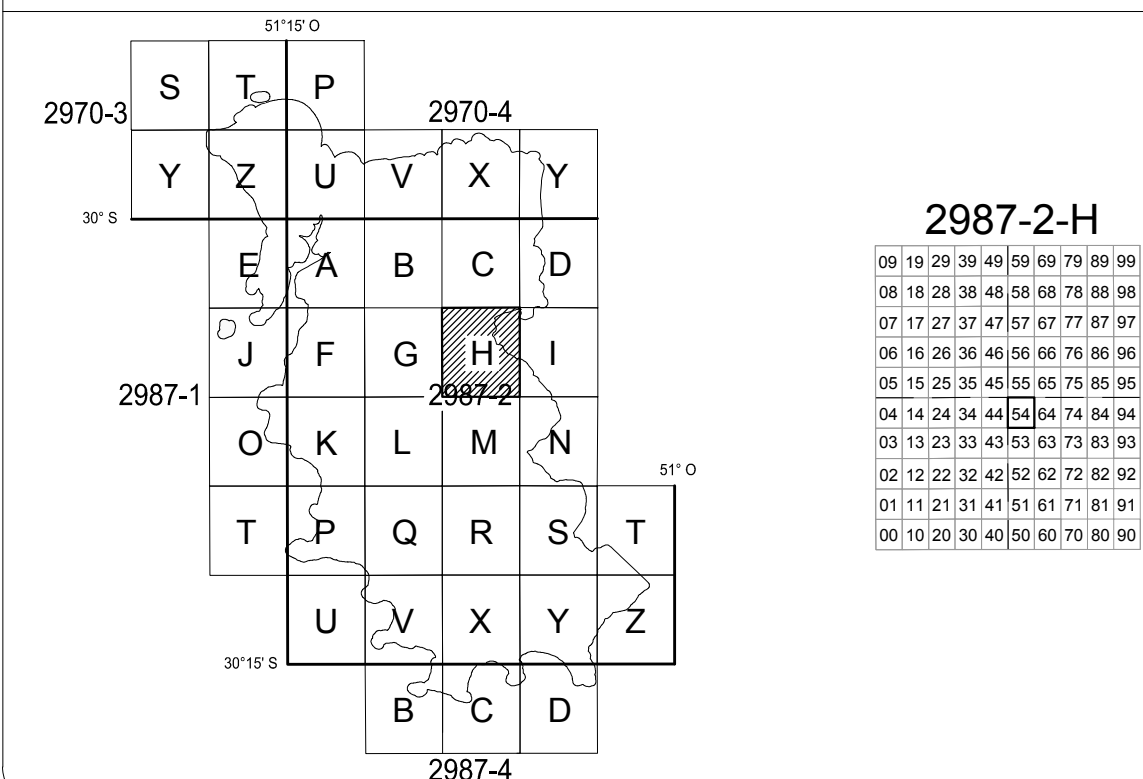 51°15' O
S T P
2970-3 2970-4
Y Z U V X Y
30° S
E A B C D
J F G H I
2987-1 2987-2
O K L M N
51° O
T P Q R S T
U V X Y Z
30°15' S
B C D
2987-4
2987-2-H
09 19 29 39 49 59 69 79 89 99
08 18 28 38 48 58 68 78 88 98
07 17 27 37 47 57 67 77 87 97
06 16 26 36 46 56 66 76 86 96
05 15 25 35 45 55 65 75 85 95
04 14 24 34 44 54 64 74 84 94
03 13 23 33 43 53 63 73 83 93
02 12 22 32 42 52 62 72 82 92
01 11 21 31 41 51 61 71 81 91
00 10 20 30 40 50 60 70 80 90